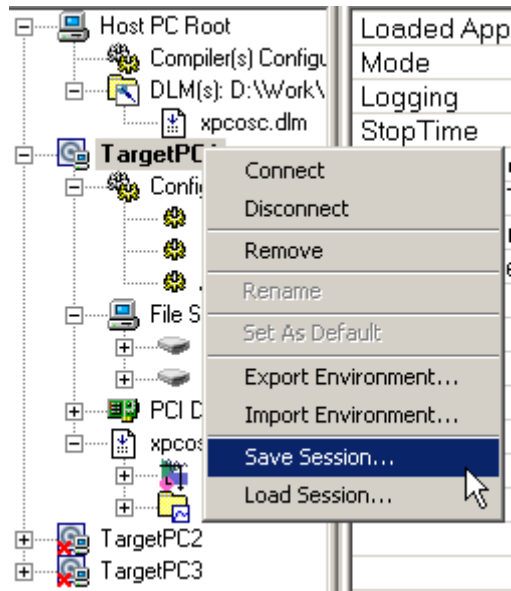 Host PC Root
Compiler(s) Configu
DLM(s): D:\Work\
xpcosc.dlm
TargetPC1
Config
File S
PCI D
xpcos
TargetPC2
TargetPC3
Loaded App
Mode
Logging
StopTime
Connect
Disconnect
Remove
Rename
Set As Default
Export Environment...
Import Environment...
Save Session...
Load Session...